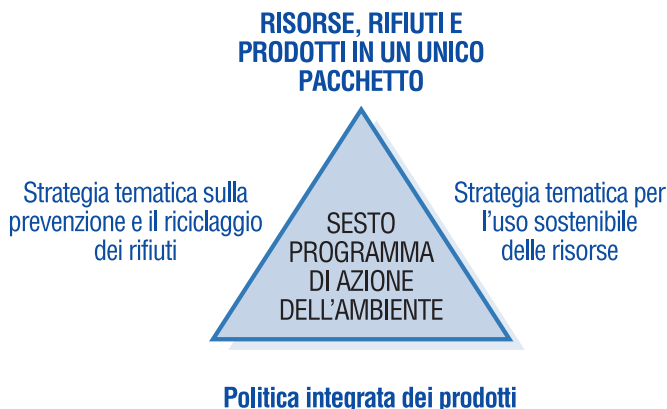 RISORSE, RIFIUTI E
PRODOTTI IN UN UNICO
PACCHETTO
Strategia tematica sulla
prevenzione e il riciclaggio
dei rifiuti
SESTO
PROGRAMMA
DI AZIONE
DELL'AMBIENTE
Strategia tematica per
l'uso sostenibile
delle risorse
Politica integrata dei prodotti